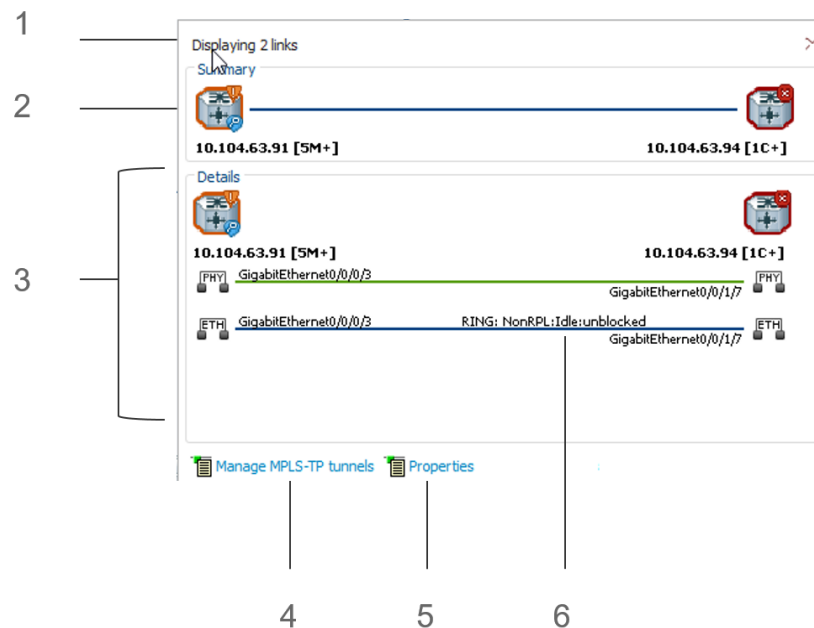 1
Displaying 2 links
Summary
2
10.104.63.91 [5M+]
10.104.63.94 [1C+]
Details
10.104.63.91 [5M+]
10.104.63.94 [1C+]
3
PHY
GigabitEthernet0/0/0/3
GigabitEthernet0/0/1/7
PHY
ETH
GigabitEthernet0/0/0/3
RING: NonRPL:Idle:unblocked
GigabitEthernet0/0/1/7
ETH
Manage MPLS-TP tunnels
Properties
4
5
6